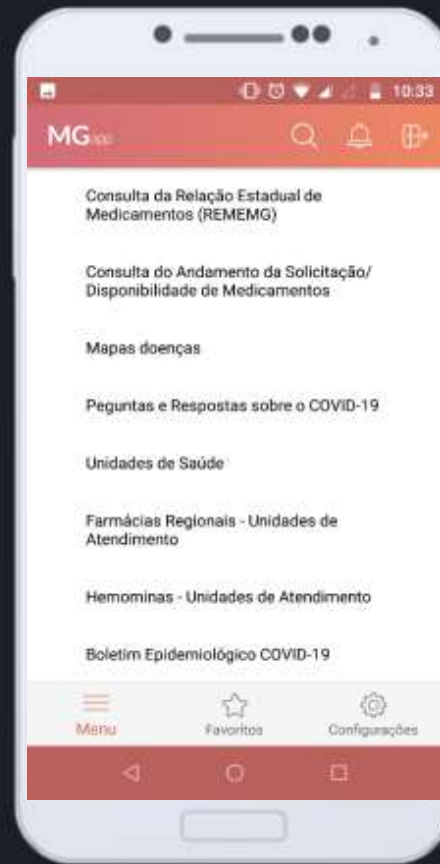 10:33
MGapp
Consulta da Relação Estadual de
Medicamentos (REMEMG)
Consulta do Andamento da Solicitação/
Disponibilidade de Medicamentos
Mapas doenças
Peguntas e Respostas sobre o COVID-19
Unidades de Saúde
Farmácias Regionais - Unidades de
Atendimento
Hemominas - Unidades de Atendimento
Boletim Epidemiológico COVID-19
Menu Favoritos Configurações